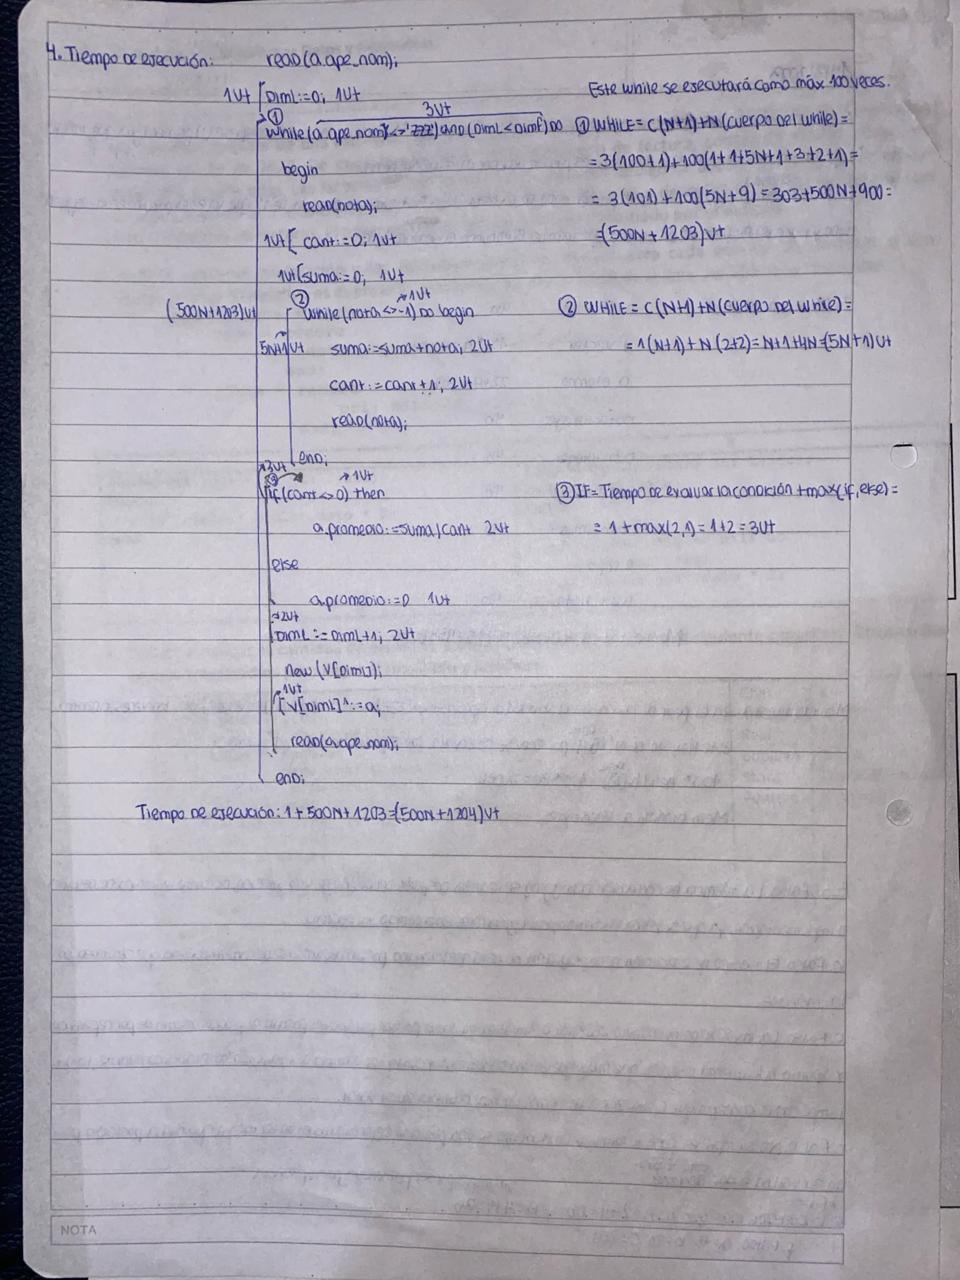 4. Tiempo de ejecución: read(a.ape_nom);
1Ut DimL:=0; 1Ut Este while se ejecutará como máx 100 veces.
① 3Ut
while(a.ape_nom<>'ZZZ')and(DimL<DimF)DO ① WHILE = C(N+1)+N(cuerpo del while)=
begin =3(100+1)+100(1+1+5N+1+3+2+1)=
read(nota); = 3(101)+100(5N+9)=303+500N+900=
1Ut[ cant:=0; 1Ut =(500N+1203)Ut
1Ut[suma:=0; 1Ut
② →1Ut
(500N+1203)Ut while(nota<>-1)DO begin ② WHILE = C(N+1)+N(cuerpo del while)=
5N+1Ut suma:=suma+nota; 2Ut =1(N+1)+N(2+2)=N+1+4N=(5N+1)Ut
cant:=cant+1; 2Ut
read(nota);
end;
→3Ut
③ →1Ut
if(cant<>0) then ③ IF=Tiempo de evaluar la condición+max(if,else)=
a.promedio:=suma/cant 2Ut = 1+max(2,1)=1+2=3Ut
else
a.promedio:=0 1Ut
→2Ut
DimL:=DimL+1; 2Ut
new(V[DimL]);
→1Ut
[V[DimL]^:=a;
read(a.ape_nom);
end;
Tiempo de ejecución: 1+500N+1203=(500N+1204)Ut
NOTA